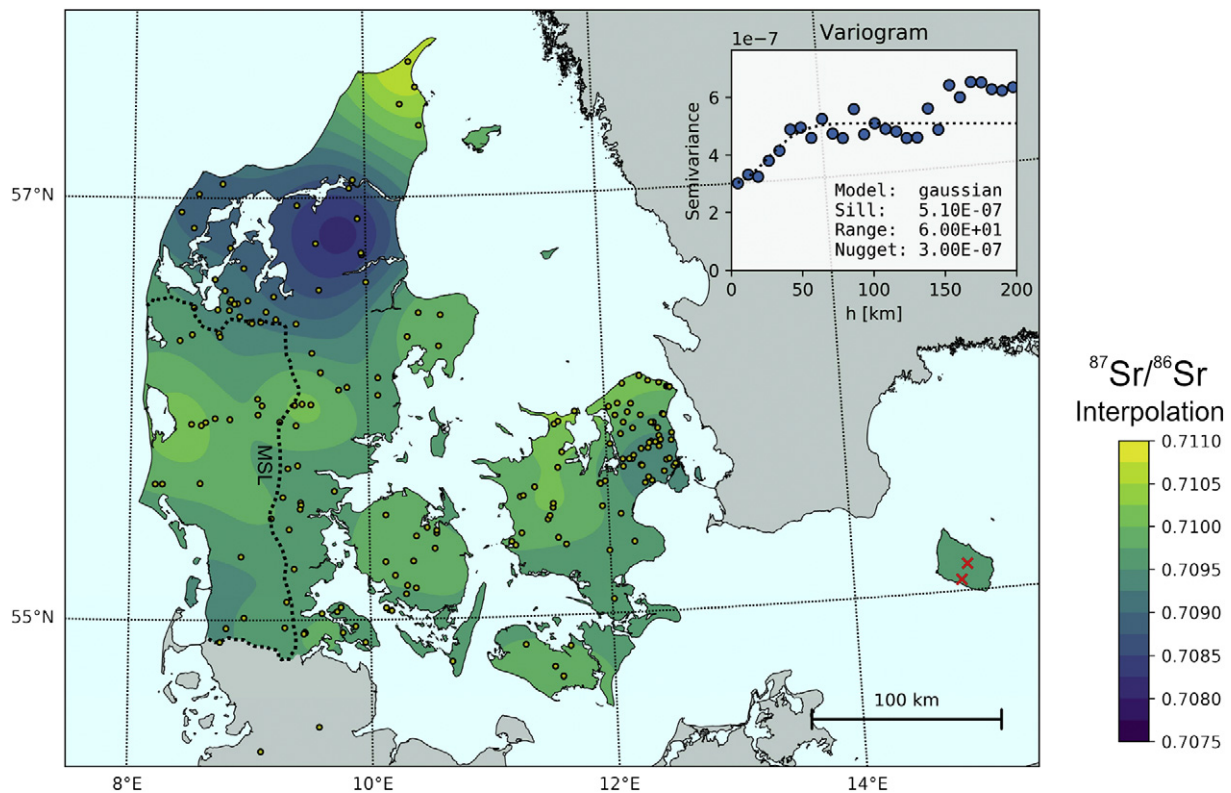 Variogram
1e-7
6
4
2
0
Semivariance
Model: gaussian
Sill: 5.10E-07
Range: 6.00E+01
Nugget: 3.00E-07
0 50 100 150 200
h [km]
57°N
55°N
MSL
100 km
8°E 10°E 12°E 14°E
⁸⁷Sr/⁸⁶Sr
Interpolation
0.7110
0.7105
0.7100
0.7095
0.7090
0.7085
0.7080
0.7075